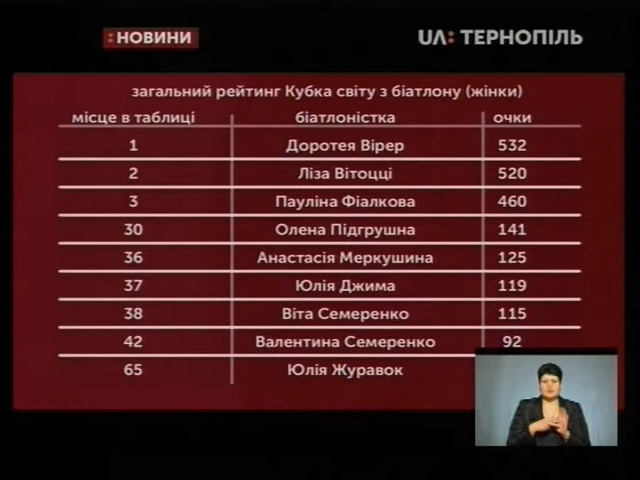 :НОВИНИ
UA: ТЕРНОПІЛЬ
загальний рейтинг Кубка світу з біатлону (жінки)
місце в таблиці біатлоністка очки
1 Доротея Вірер 532
2 Ліза Вітоцці 520
3 Пауліна Фіалкова 460
30 Олена Підгрушна 141
36 Анастасія Меркушина 125
37 Юлія Джима 119
38 Віта Семеренко 115
42 Валентина Семеренко 92
65 Юлія Журавок